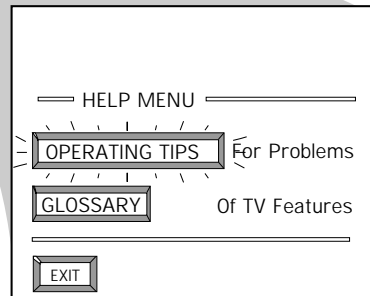 HELP MENU
OPERATING TIPS For Problems
GLOSSARY Of TV Features
EXIT